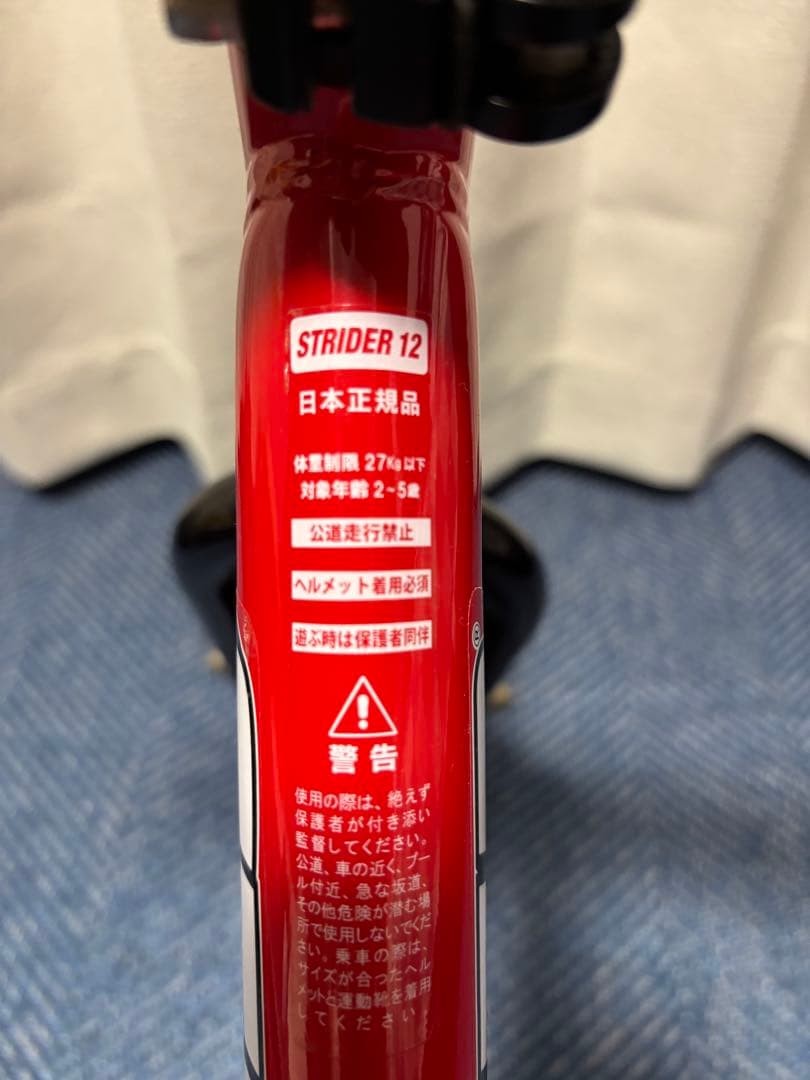 STRIDER 12
日本正規品
体重制限 27Kg以下
対象年齢 2~5歳
公道走行禁止
ヘルメット着用必須
遊ぶ時は保護者同伴
警告
使用の際は、絶えず
保護者が付き添い
監督してください。
公道、車の近く、プー
ル付近、急な坂道、
その他危険が潜む場
所で使用しないでくだ
さい。乗車の際は、
サイズが合ったヘル
メットと運動靴を着用
してください。
®